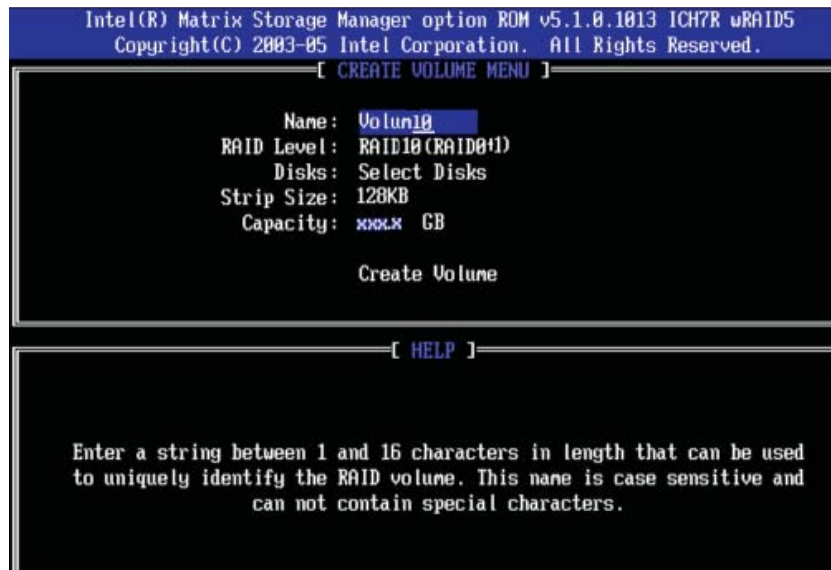 Intel(R) Matrix Storage Manager option ROM v5.1.0.1013 ICH7R wRAID5
Copyright(C) 2003-05 Intel Corporation. All Rights Reserved.
[ CREATE VOLUME MENU ]
Name: Volum10
RAID Level: RAID10(RAID0+1)
Disks: Select Disks
Strip Size: 128KB
Capacity: xxx.x GB
Create Volume
[ HELP ]
Enter a string between 1 and 16 characters in length that can be used
to uniquely identify the RAID volume. This name is case sensitive and
can not contain special characters.